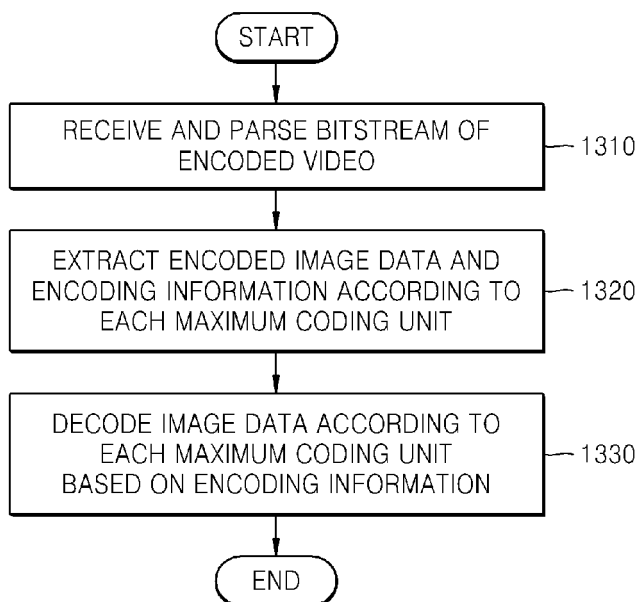 START
RECEIVE AND PARSE BITSTREAM OF
ENCODED VIDEO
1310
EXTRACT ENCODED IMAGE DATA AND
ENCODING INFORMATION ACCORDING TO
EACH MAXIMUM CODING UNIT
1320
DECODE IMAGE DATA ACCORDING TO
EACH MAXIMUM CODING UNIT
BASED ON ENCODING INFORMATION
1330
END